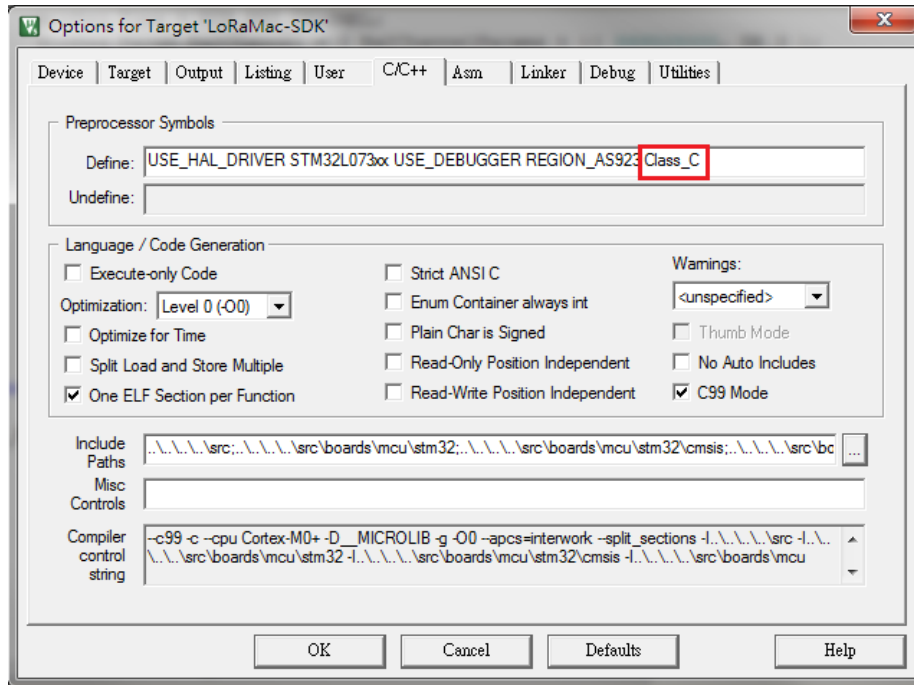 Options for Target 'LoRaMac-SDK'
Device | Target | Output | Listing | User | C/C++ | Asm | Linker | Debug | Utilities |
Preprocessor Symbols
Define: USE_HAL_DRIVER STM32L073xx USE_DEBUGGER REGION_AS923 Class_C
Undefine:
Language / Code Generation
Execute-only Code
Optimization: Level 0 (-O0)
Optimize for Time
Split Load and Store Multiple
One ELF Section per Function
Strict ANSI C
Enum Container always int
Plain Char is Signed
Read-Only Position Independent
Read-Write Position Independent
Warnings:
<unspecified>
Thumb Mode
No Auto Includes
C99 Mode
Include Paths
..\..\..\..\src;..\..\..\..\src\boards\mcu\stm32;..\..\..\..\src\boards\mcu\stm32\cmsis;..\..\..\..\src\bc
...
Misc Controls
Compiler control string
--c99 -c --cpu Cortex-M0+ -D__MICROLIB -g -O0 --apcs=interwork --split_sections -I..\..\..\..\src -I..\..
\..\..\src\boards\mcu\stm32 -I..\..\..\..\src\boards\mcu\stm32\cmsis -I..\..\..\..\src\boards\mcu
OK
Cancel
Defaults
Help